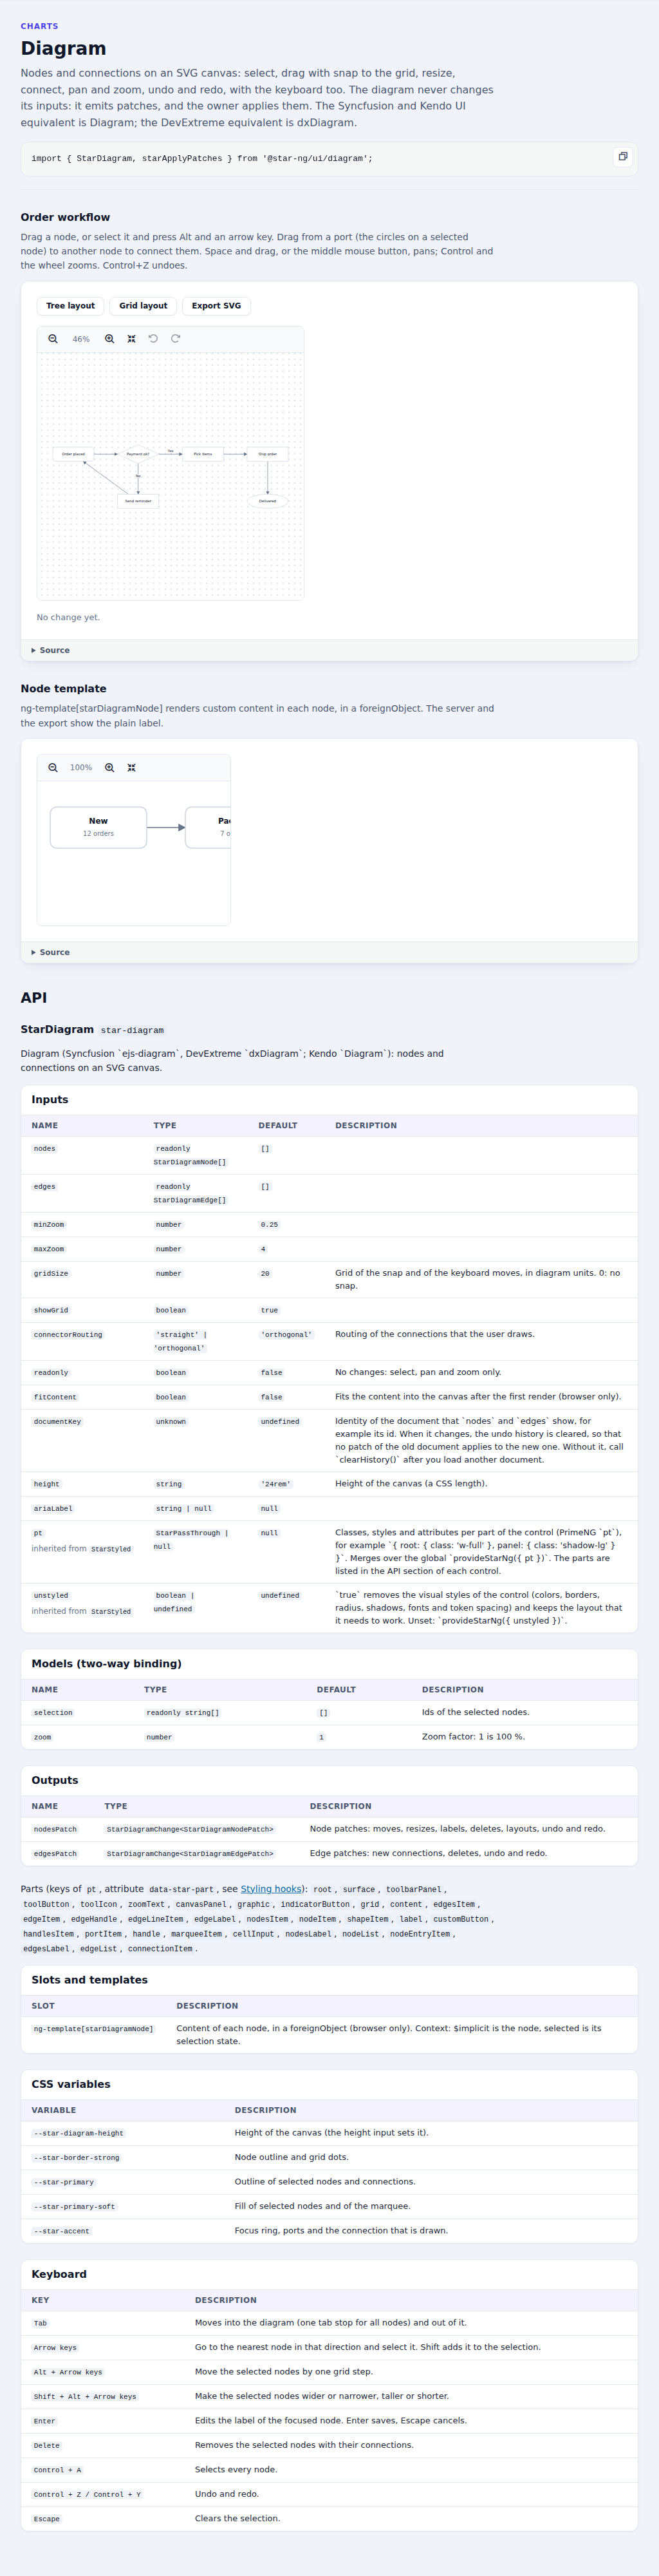 CHARTS
Diagram
Nodes and connections on an SVG canvas: select, drag with snap to the grid, resize,
connect, pan and zoom, undo and redo, with the keyboard too. The diagram never changes
its inputs: it emits patches, and the owner applies them. The Syncfusion and Kendo UI
equivalent is Diagram; the DevExtreme equivalent is dxDiagram.
import { StarDiagram, starApplyPatches } from '@star-ng/ui/diagram';
Order workflow
Drag a node, or select it and press Alt and an arrow key. Drag from a port (the circles on a selected
node) to another node to connect them. Space and drag, or the middle mouse button, pans; Control and
the wheel zooms. Control+Z undoes.
Tree layout Grid layout Export SVG
46%
Order placed Payment ok? Yes Pick items Ship order
No
Send reminder Delivered
No change yet.
Source
Node template
ng-template[starDiagramNode] renders custom content in each node, in a foreignObject. The server and
the export show the plain label.
100%
New Pac
12 orders 7 o
Source
API
StarDiagram star-diagram
Diagram (Syncfusion `ejs-diagram`, DevExtreme `dxDiagram`; Kendo `Diagram`): nodes and
connections on an SVG canvas.
Inputs
NAME TYPE DEFAULT DESCRIPTION
nodes readonly StarDiagramNode[] []
edges readonly StarDiagramEdge[] []
minZoom number 0.25
maxZoom number 4
gridSize number 20 Grid of the snap and of the keyboard moves, in diagram units. 0: no
snap.
showGrid boolean true
connectorRouting 'straight' | 'orthogonal' 'orthogonal' Routing of the connections that the user draws.
readonly boolean false No changes: select, pan and zoom only.
fitContent boolean false Fits the content into the canvas after the first render (browser only).
documentKey unknown undefined Identity of the document that `nodes` and `edges` show, for
example its id. When it changes, the undo history is cleared, so that
no patch of the old document applies to the new one. Without it, call
`clearHistory()` after you load another document.
height string '24rem' Height of the canvas (a CSS length).
ariaLabel string | null null
pt StarPassThrough | null null Classes, styles and attributes per part of the control (PrimeNG `pt`),
inherited from StarStyled for example `{ root: { class: 'w-full' }, panel: { class: 'shadow-lg' }
}`. Merges over the global `provideStarNg({ pt })`. The parts are
listed in the API section of each control.
unstyled boolean | undefined undefined `true` removes the visual styles of the control (colors, borders,
inherited from StarStyled radius, shadows, fonts and token spacing) and keeps the layout that
it needs to work. Unset: `provideStarNg({ unstyled })`.
Models (two-way binding)
NAME TYPE DEFAULT DESCRIPTION
selection readonly string[] [] Ids of the selected nodes.
zoom number 1 Zoom factor: 1 is 100 %.
Outputs
NAME TYPE DESCRIPTION
nodesPatch StarDiagramChange<StarDiagramNodePatch> Node patches: moves, resizes, labels, deletes, layouts, undo and redo.
edgesPatch StarDiagramChange<StarDiagramEdgePatch> Edge patches: new connections, deletes, undo and redo.
Parts (keys of pt, attribute data-star-part, see Styling hooks): root, surface, toolbarPanel,
toolButton, toolIcon, zoomText, canvasPanel, graphic, indicatorButton, grid, content, edgesItem,
edgeItem, edgeHandle, edgeLineItem, edgeLabel, nodesItem, nodeItem, shapeItem, label, customButton,
handlesItem, portItem, handle, marqueeItem, cellInput, nodesLabel, nodeList, nodeEntryItem,
edgesLabel, edgeList, connectionItem.
Slots and templates
SLOT DESCRIPTION
ng-template[starDiagramNode] Content of each node, in a foreignObject (browser only). Context: $implicit is the node, selected is its
selection state.
CSS variables
VARIABLE DESCRIPTION
--star-diagram-height Height of the canvas (the height input sets it).
--star-border-strong Node outline and grid dots.
--star-primary Outline of selected nodes and connections.
--star-primary-soft Fill of selected nodes and of the marquee.
--star-accent Focus ring, ports and the connection that is drawn.
Keyboard
KEY DESCRIPTION
Tab Moves into the diagram (one tab stop for all nodes) and out of it.
Arrow keys Go to the nearest node in that direction and select it. Shift adds it to the selection.
Alt + Arrow keys Move the selected nodes by one grid step.
Shift + Alt + Arrow keys Make the selected nodes wider or narrower, taller or shorter.
Enter Edits the label of the focused node. Enter saves, Escape cancels.
Delete Removes the selected nodes with their connections.
Control + A Selects every node.
Control + Z / Control + Y Undo and redo.
Escape Clears the selection.